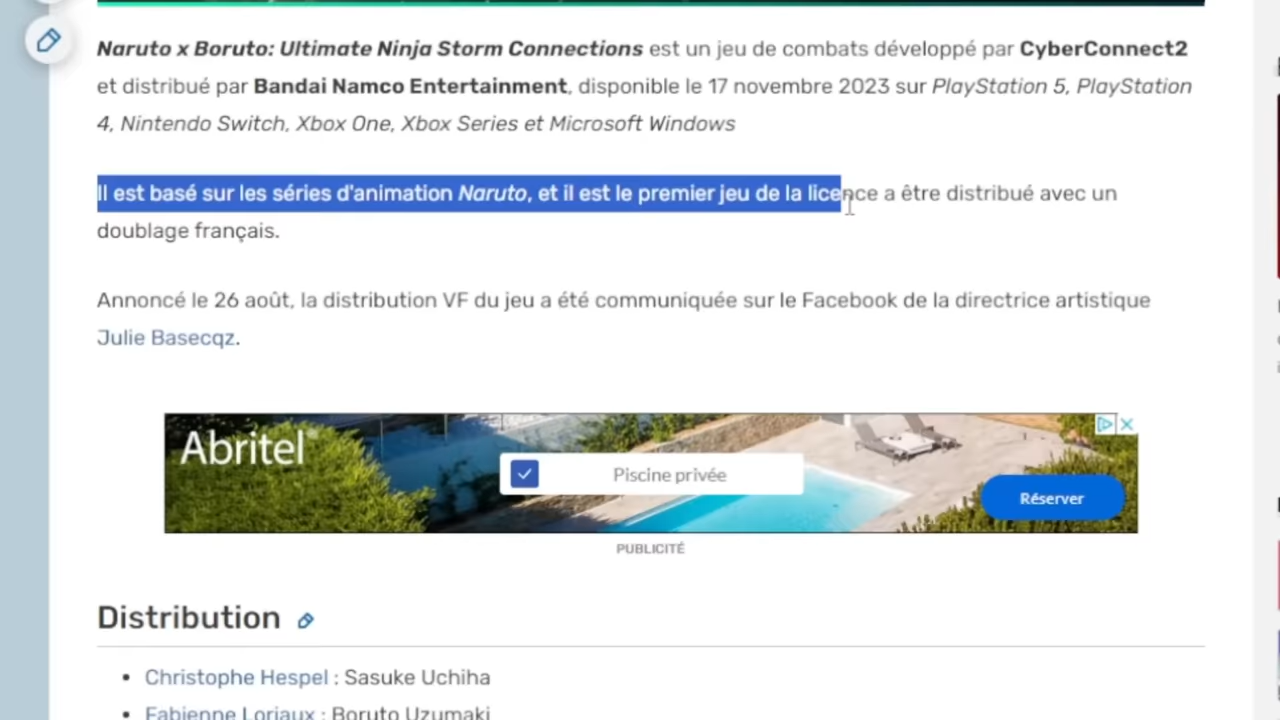 Naruto x Boruto: Ultimate Ninja Storm Connections est un jeu de combats développé par CyberConnect2
et distribué par Bandai Namco Entertainment, disponible le 17 novembre 2023 sur PlayStation 5, PlayStation
4, Nintendo Switch, Xbox One, Xbox Series et Microsoft Windows
Il est basé sur les séries d'animation Naruto, et il est le premier jeu de la licence a être distribué avec un
doublage français.
Annoncé le 26 août, la distribution VF du jeu a été communiquée sur le Facebook de la directrice artistique
Julie Basecqz.
Abritel
Piscine privée
Réserver
PUBLICITÉ
Distribution
• Christophe Hespel : Sasuke Uchiha
• Fabienne Loriaux : Boruto Uzumaki